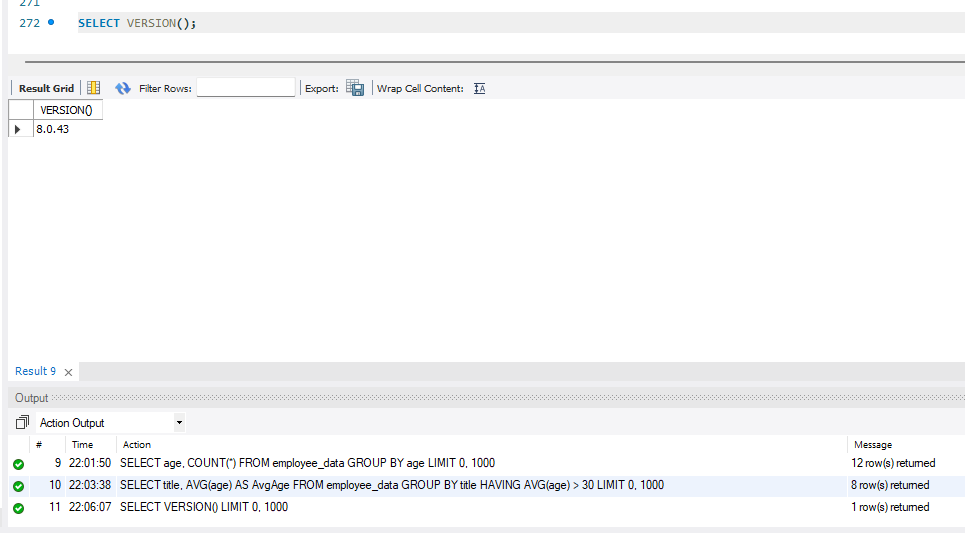 271
272 SELECT VERSION();
Result Grid Filter Rows: Export: Wrap Cell Content: IA
VERSION()
8.0.43
Result 9 ×
Output
Action Output
# Time Action Message
9 22:01:50 SELECT age, COUNT(*) FROM employee_data GROUP BY age LIMIT 0, 1000 12 row(s) returned
10 22:03:38 SELECT title, AVG(age) AS AvgAge FROM employee_data GROUP BY title HAVING AVG(age) > 30 LIMIT 0, 1000 8 row(s) returned
11 22:06:07 SELECT VERSION() LIMIT 0, 1000 1 row(s) returned